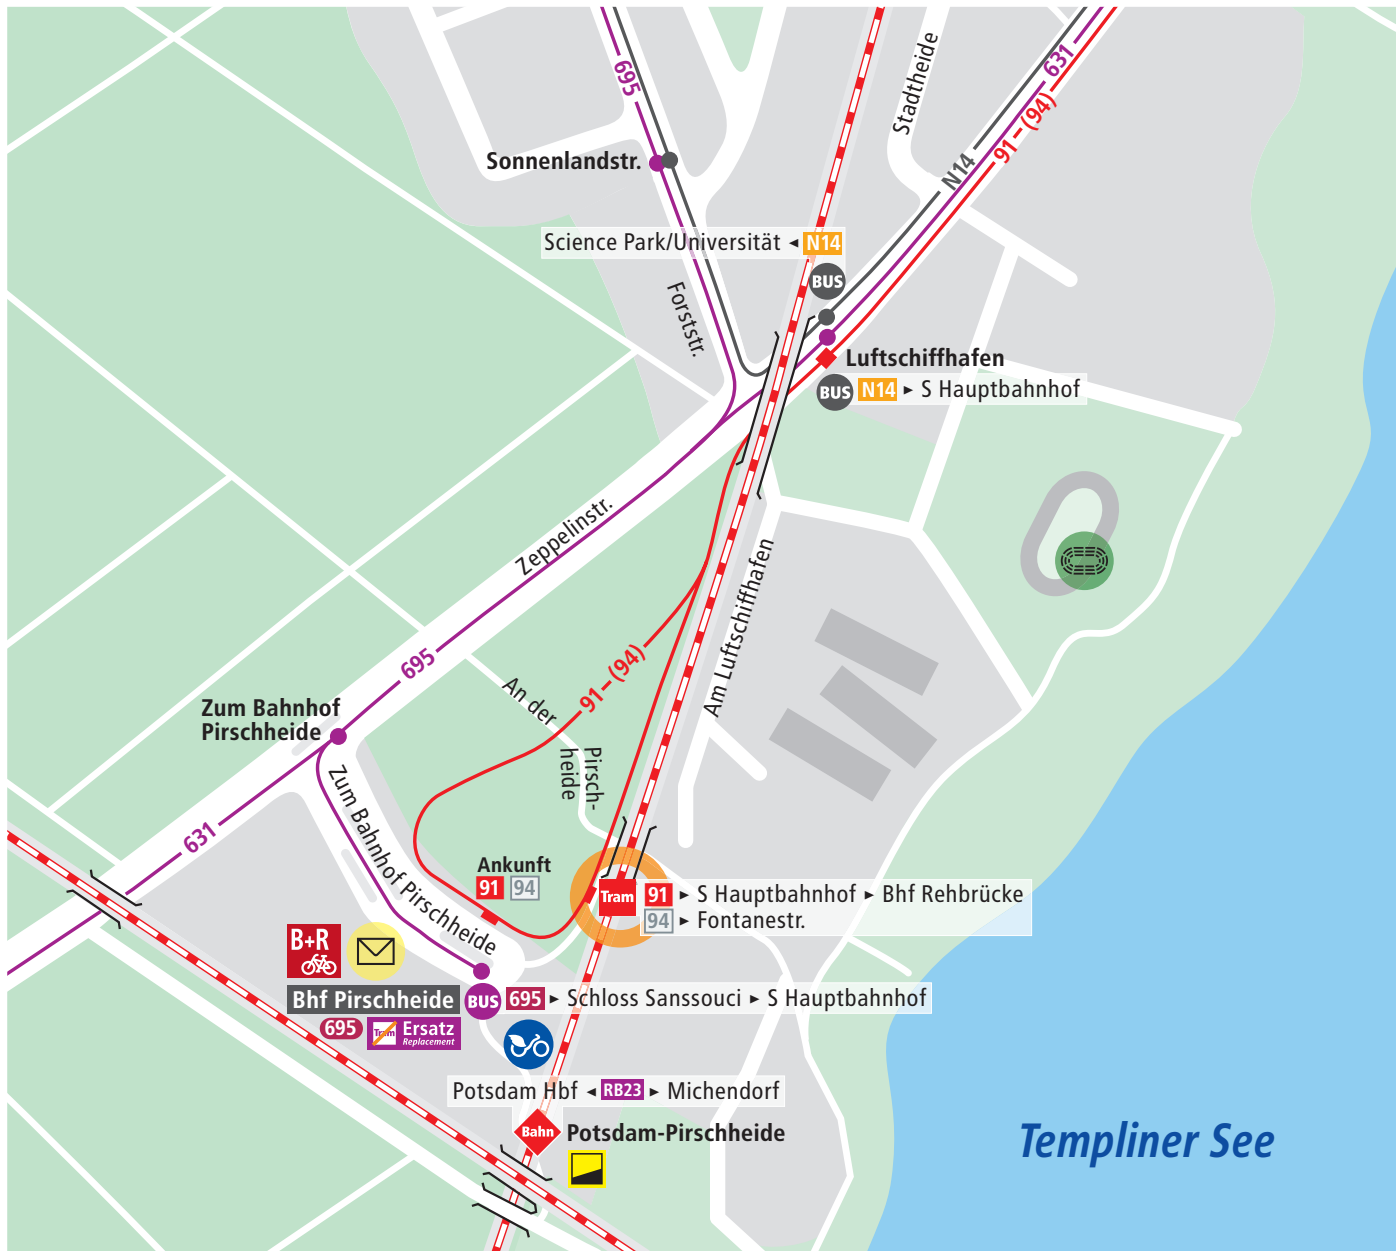 695
Stadtheide
631
91–(94)
N14
Sonnenlandstr.
Science Park/Universität ◄ N14
BUS
Forststr.
Luftschiffhafen
BUS N14 ► S Hauptbahnhof
Zeppelinstr.
Am Luftschiffhafen
695
91–(94)
An der
Pirsch-
heide
Zum Bahnhof
Pirschheide
Zum Bahnhof Pirschheide
631
Ankunft
91 94
Tram 91 ► S Hauptbahnhof ► Bhf Rehbrücke
94 ► Fontanestr.
B+R
Bhf Pirschheide BUS 695 ► Schloss Sanssouci ► S Hauptbahnhof
695 Tram Ersatz
Replacement
Potsdam Hbf ◄ RB23 ► Michendorf
Bahn Potsdam-Pirschheide
Templiner See